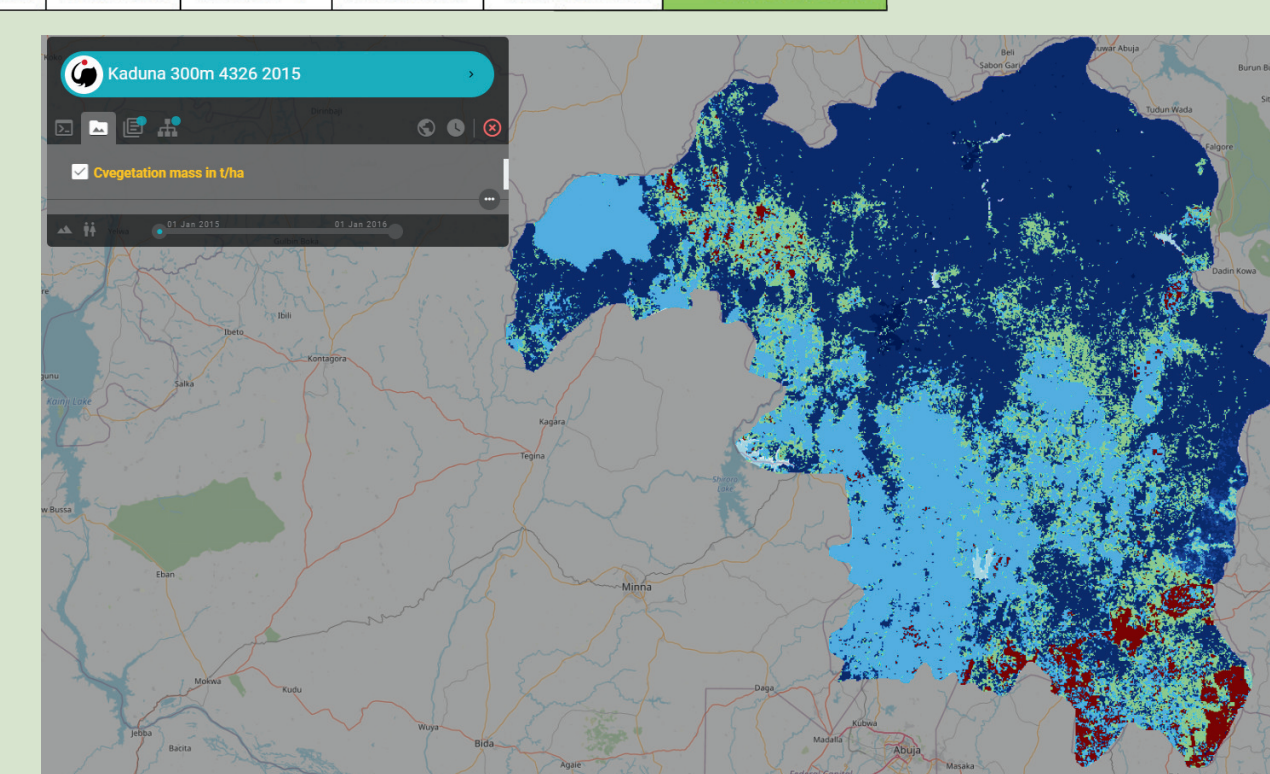 Kaduna 300m 4326 2015
Cvegetation mass in t/ha
01 Jan 2015
01 Jan 2016
Beli
Sabon Gari
Burun Bu
Tudun Wada
Falgore
Dadin Kowa
Ibeto
Ibili
Kontagora
Salka
Kainji Lake
Kagara
Tegina
Shiroro Lake
w Bussa
Eban
Minna
Mokwa
Kudu
Daga
Jebba
Bacita
Wuya
Bida
Agaie
Kubwa
Madalla
Abuja
Masaka